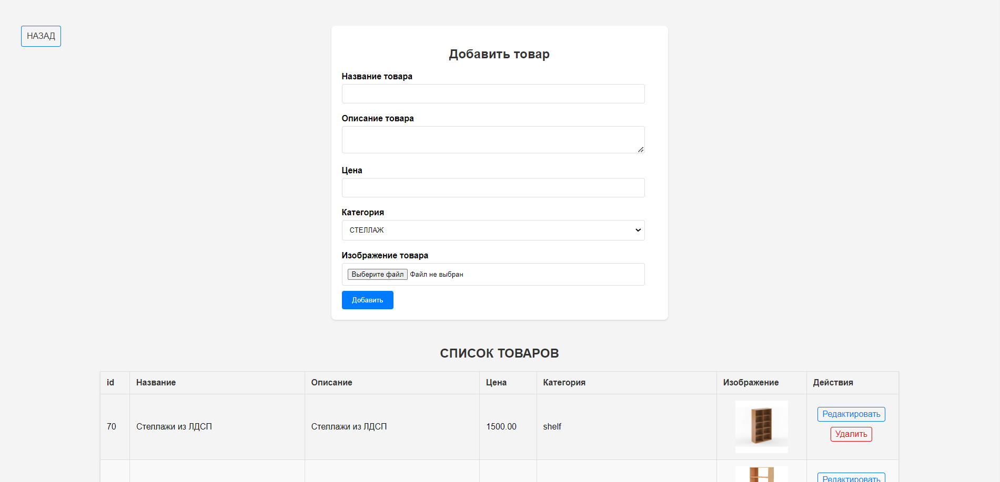 НАЗАД
Добавить товар
Название товара
Описание товара
Цена
Категория
СТЕЛЛАЖ
Изображение товара
Выберите файл Файл не выбран
Добавить
СПИСОК ТОВАРОВ
id Название Описание Цена Категория Изображение Действия
70 Стеллажи из ЛДСП Стеллажи из ЛДСП 1500.00 shelf Редактировать
Удалить
Редактировать